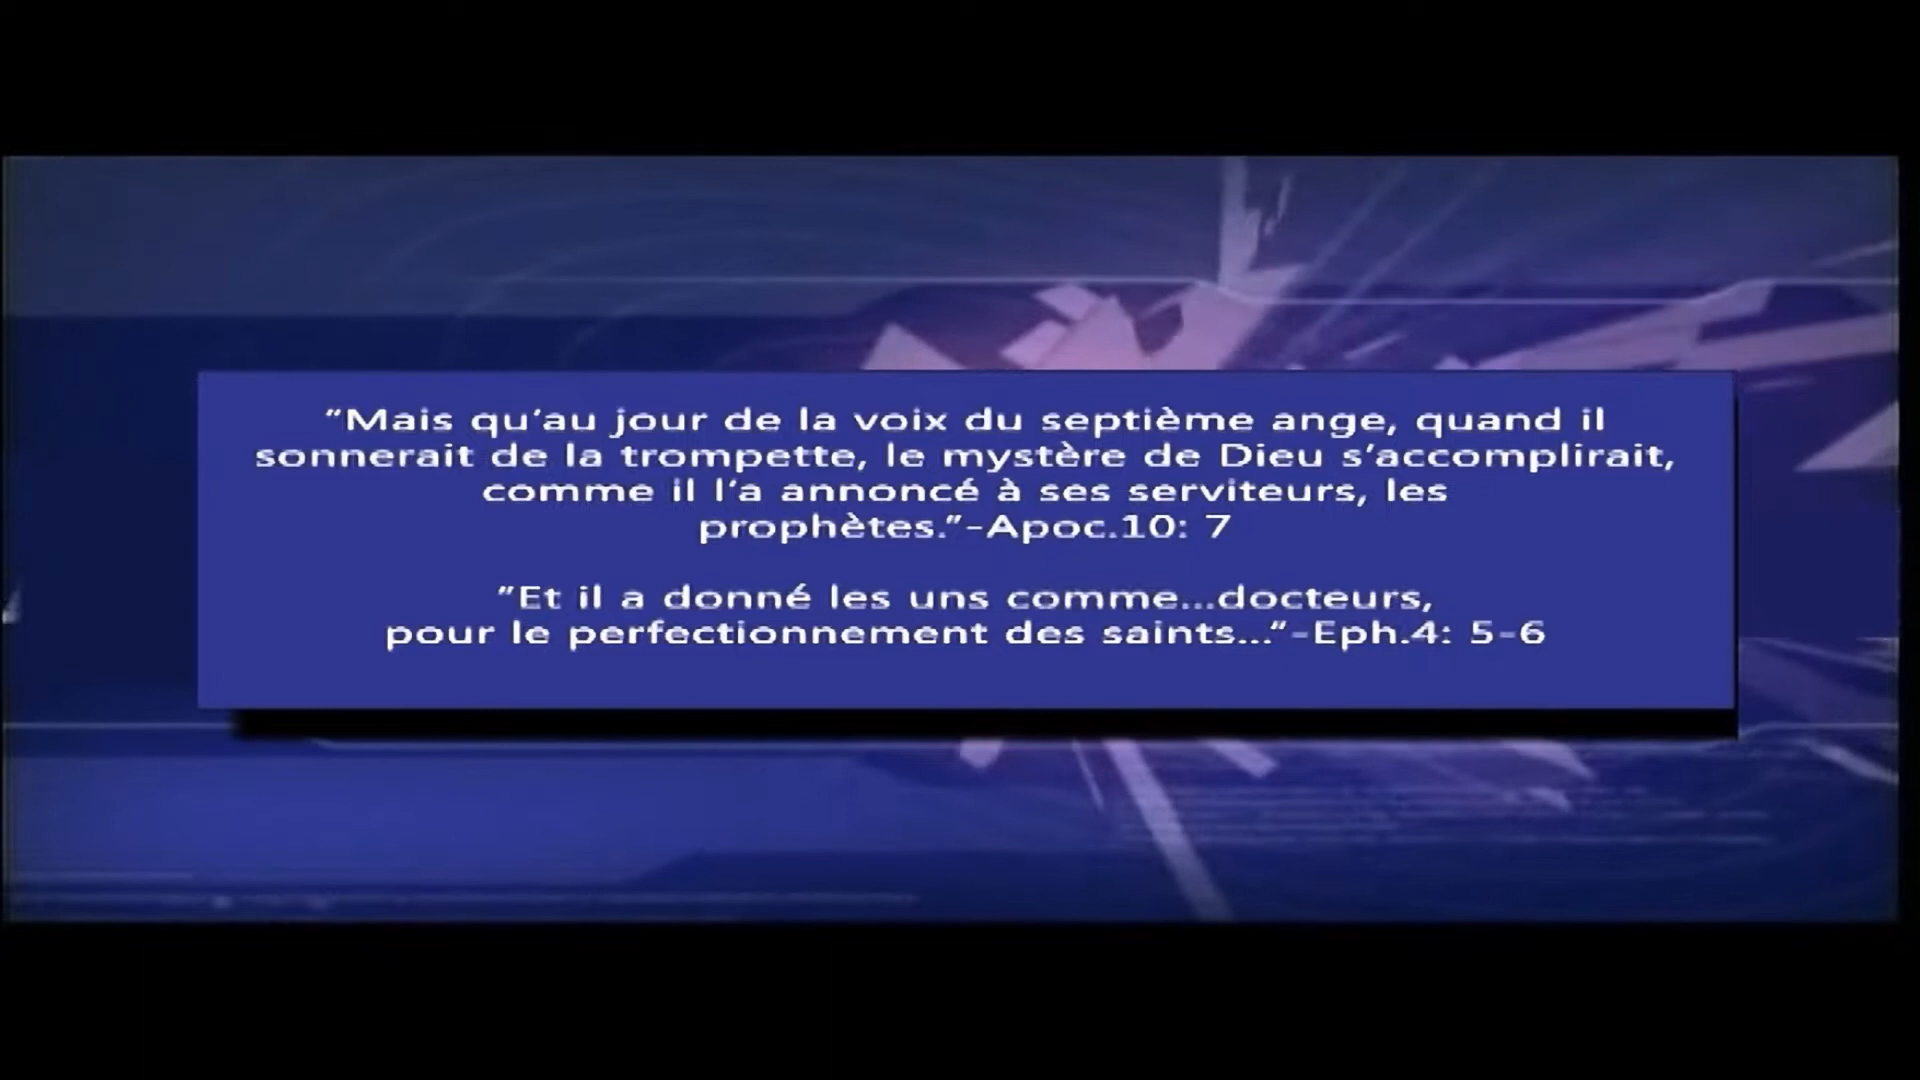 “Mais qu’au jour de la voix du septième ange, quand il
sonnerait de la trompette, le mystère de Dieu s’accomplirait,
comme il l’a annoncé à ses serviteurs, les
prophètes.”-Apoc.10: 7
“Et il a donné les uns comme...docteurs,
pour le perfectionnement des saints...”-Eph.4: 5-6